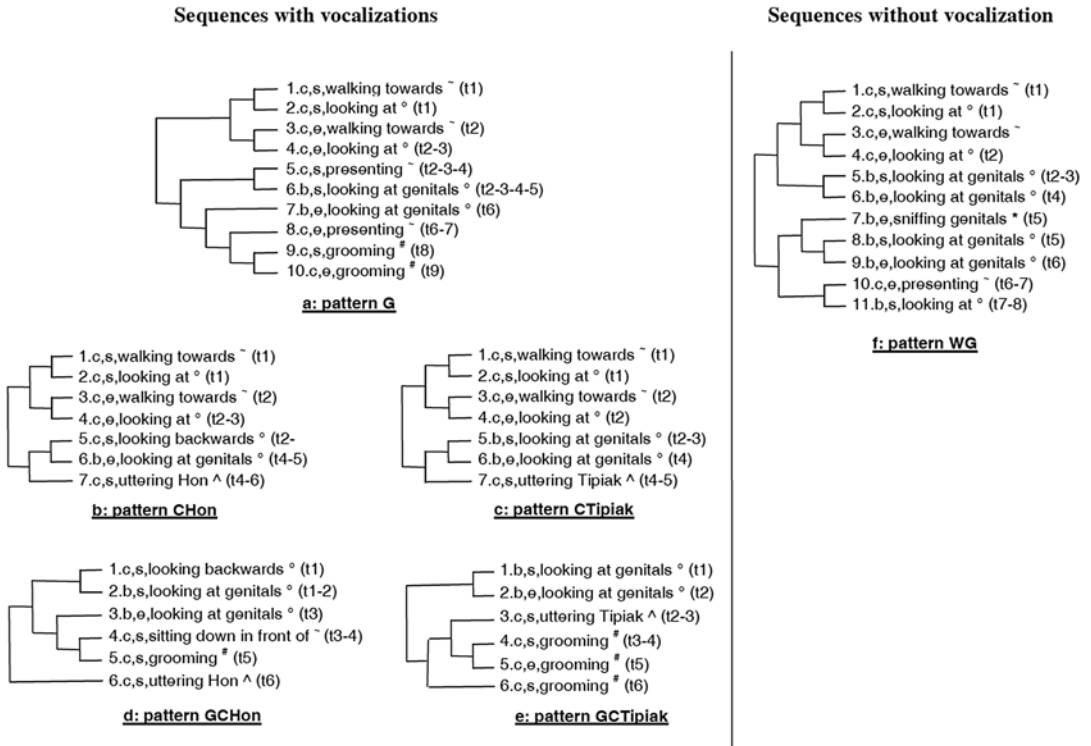 Sequences with vocalizations
Sequences without vocalization
1.c,s,walking towards ~ (t1)
2.c,s,looking at ° (t1)
3.c,e,walking towards ~ (t2)
4.c,e,looking at ° (t2-3)
5.c,s,presenting ~ (t2-3-4)
6.b,s,looking at genitals ° (t2-3-4-5)
7.b,e,looking at genitals ° (t6)
8.c,e,presenting ~ (t6-7)
9.c,s,grooming # (t8)
10.c,e,grooming # (t9)
a: pattern G
1.c,s,walking towards ~ (t1)
2.c,s,looking at ° (t1)
3.c,e,walking towards ~
4.c,e,looking at ° (t2)
5.b,s,looking at genitals ° (t2-3)
6.b,e,looking at genitals ° (t4)
7.b,e,sniffing genitals * (t5)
8.b,s,looking at genitals ° (t5)
9.b,e,looking at genitals ° (t6)
10.c,e,presenting ~ (t6-7)
11.b,s,looking at ° (t7-8)
f: pattern WG
1.c,s,walking towards ~ (t1)
2.c,s,looking at ° (t1)
3.c,e,walking towards ~ (t2)
4.c,e,looking at ° (t2-3)
5.c,s,looking backwards ° (t2-
6.b,e,looking at genitals ° (t4-5)
7.c,s,uttering Hon ^ (t4-6)
b: pattern CHon
1.c,s,walking towards ~ (t1)
2.c,s,looking at ° (t1)
3.c,e,walking towards ~ (t2)
4.c,e,looking at ° (t2)
5.b,s,looking at genitals ° (t2-3)
6.b,e,looking at genitals ° (t4)
7.c,s,uttering Tipiak ^ (t4-5)
c: pattern CTipiak
1.c,s,looking backwards ° (t1)
2.b,s,looking at genitals ° (t1-2)
3.b,e,looking at genitals ° (t3)
4.c,s,sitting down in front of ~ (t3-4)
5.c,s,grooming # (t5)
6.c,s,uttering Hon ^ (t6)
d: pattern GCHon
1.b,s,looking at genitals ° (t1)
2.b,e,looking at genitals ° (t2)
3.c,s,uttering Tipiak ^ (t2-3)
4.c,s,grooming # (t3-4)
5.c,e,grooming # (t5)
6.c,s,grooming # (t6)
e: pattern GCTipiak